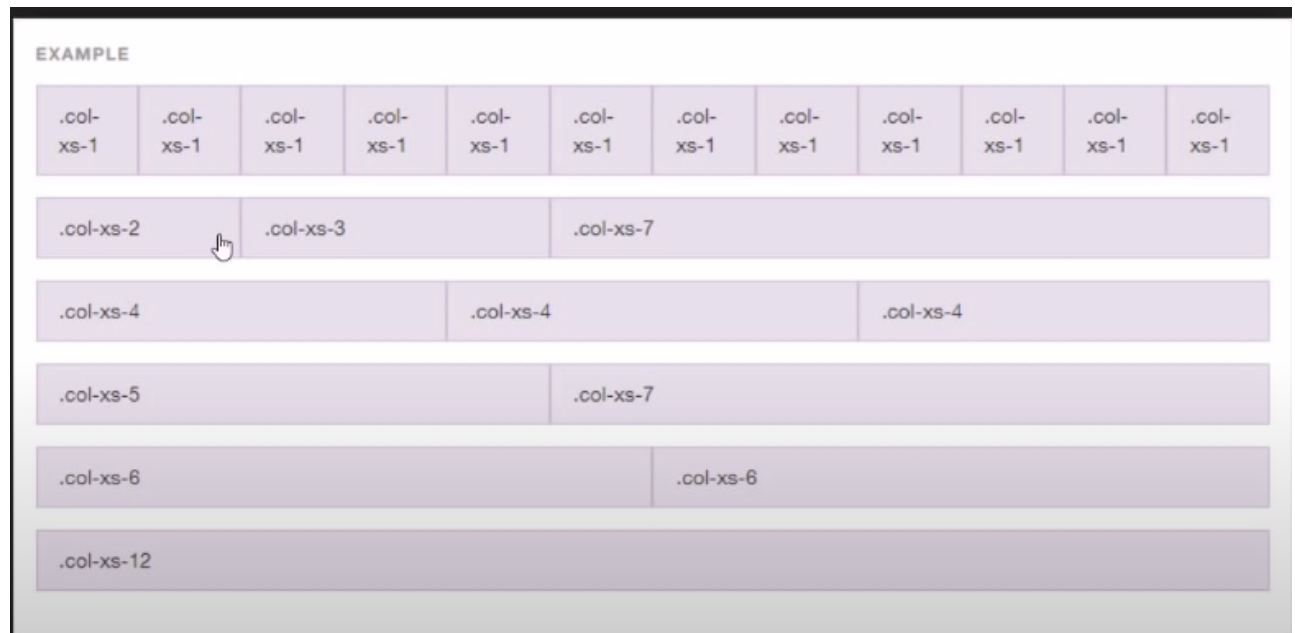 EXAMPLE
.col- .col- .col- .col- .col- .col- .col- .col- .col- .col- .col- .col-
xs-1 xs-1 xs-1 xs-1 xs-1 xs-1 xs-1 xs-1 xs-1 xs-1 xs-1 xs-1
.col-xs-2 .col-xs-3 .col-xs-7
.col-xs-4 .col-xs-4 .col-xs-4
.col-xs-5 .col-xs-7
.col-xs-6 .col-xs-6
.col-xs-12